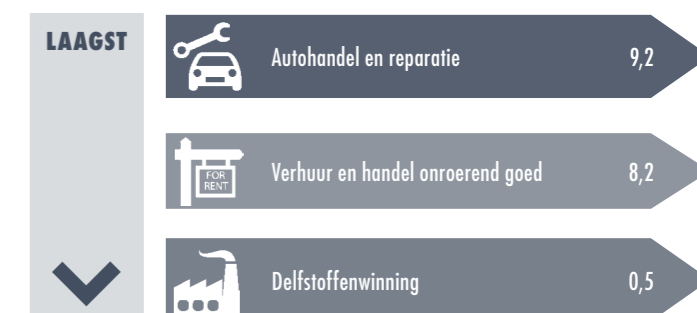 LAAGST
Autohandel en reparatie 9,2
FOR
RENT
Verhuur en handel onroerend goed 8,2
Delfstoffenwinning 0,5